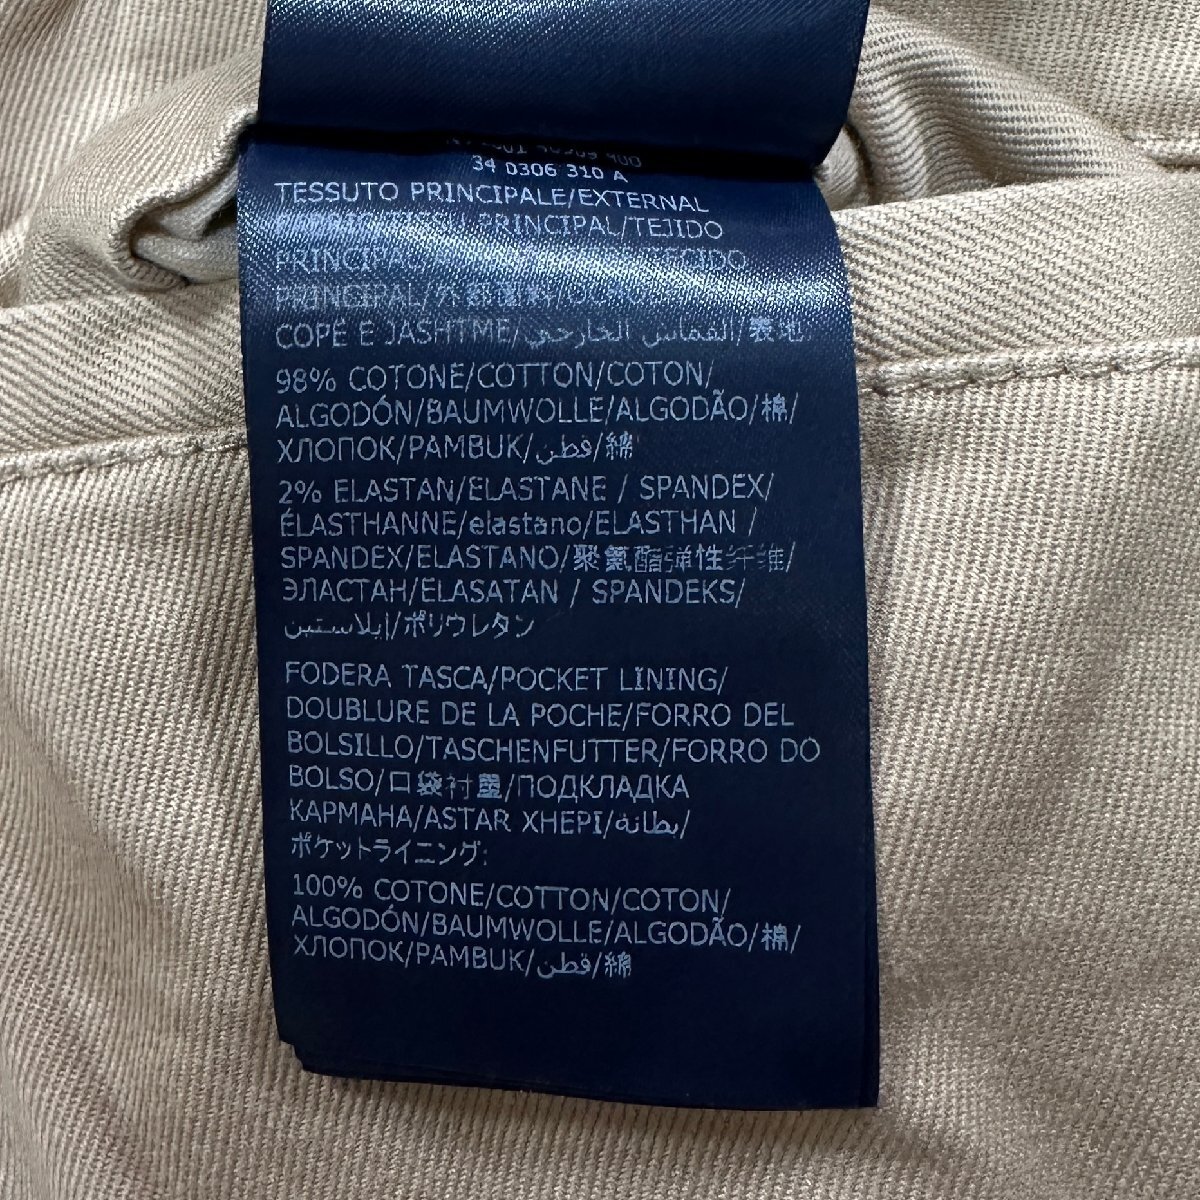 34 D306 310 A
TESSUTO PRINCIPALE/EXTERNAL
PRINCIPAL/TEJIDO
PRINCIPAL/
PRINCIPAL/外部面料/
COPË E JASHTME/القماش الخارجي/表地:
98% COTONE/COTTON/COTON/
ALGODÓN/BAUMWOLLE/ALGODÃO/棉/
ХЛОПОК/PAMBUK/قطن/綿
2% ELASTAN/ELASTANE / SPANDEX/
ÉLASTHANNE/elastano/ELASTHAN /
SPANDEX/ELASTANO/聚氨酯弹性纤维/
ЭЛАСТАН/ELASATAN / SPANDEKS/
إيلاستين/ポリウレタン
FODERA TASCA/POCKET LINING/
DOUBLURE DE LA POCHE/FORRO DEL
BOLSILLO/TASCHENFUTTER/FORRO DO
BOLSO/口袋衬里/ПОДКЛАДКА
КАРМАНА/ASTAR XHEPI/بطانة/
ポケットライニング:
100% COTONE/COTTON/COTON/
ALGODÓN/BAUMWOLLE/ALGODÃO/棉/
ХЛОПОК/PAMBUK/قطن/綿